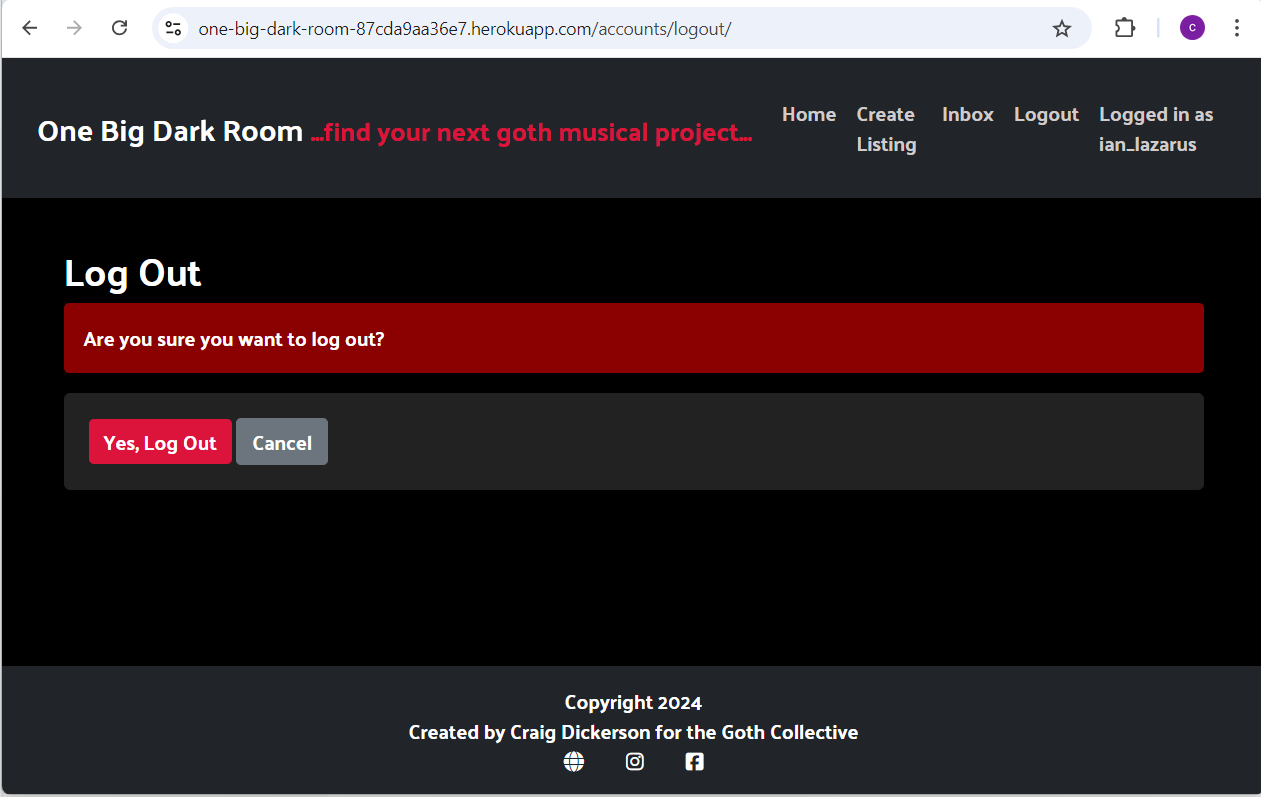 one-big-dark-room-87cda9aa36e7.herokuapp.com/accounts/logout/
C
One Big Dark Room ...find your next goth musical project...
Home
Create
Listing
Inbox
Logout
Logged in as
ian_lazarus
Log Out
Are you sure you want to log out?
Yes, Log Out
Cancel
Copyright 2024
Created by Craig Dickerson for the Goth Collective